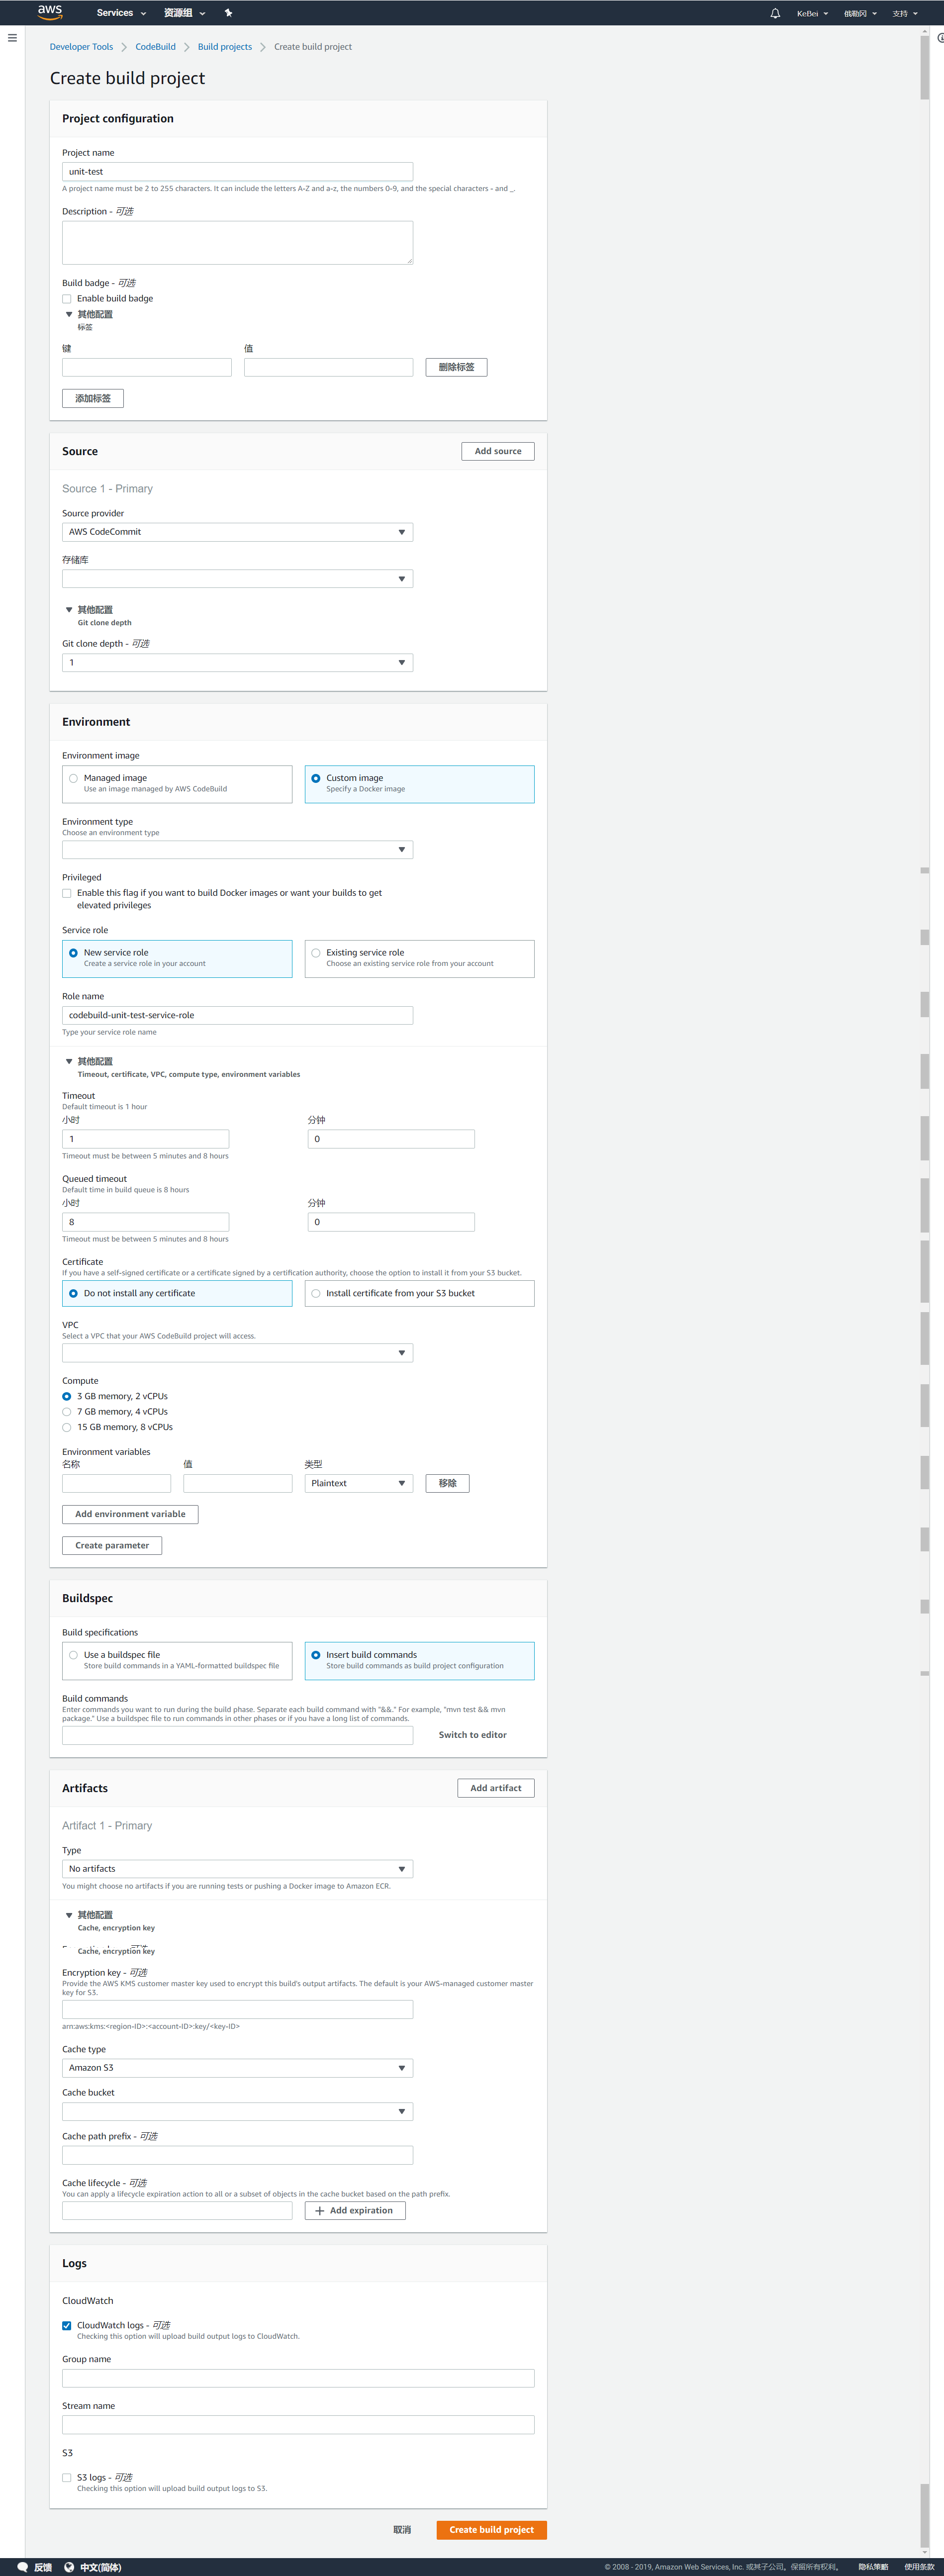 aws Services 资源组 KeBei 俄勒冈 支持
Developer Tools CodeBuild Build projects Create build project
Create build project
Project configuration
Project name
unit-test
A project name must be 2 to 255 characters. It can include the letters A-Z and a-z, the numbers 0-9, and the special characters - and _.
Description - 可选
Build badge - 可选
Enable build badge
其他配置
标签
键 值
删除标签
添加标签
Source Add source
Source 1 - Primary
Source provider
AWS CodeCommit
存储库
其他配置
Git clone depth
Git clone depth - 可选
1
Environment
Environment image
Managed image
Use an image managed by AWS CodeBuild
Custom image
Specify a Docker image
Environment type
Choose an environment type
Privileged
Enable this flag if you want to build Docker images or want your builds to get
elevated privileges
Service role
New service role
Create a service role in your account
Existing service role
Choose an existing service role from your account
Role name
codebuild-unit-test-service-role
Type your service role name
其他配置
Timeout, certificate, VPC, compute type, environment variables
Timeout
Default timeout is 1 hour
小时 分钟
1 0
Timeout must be between 5 minutes and 8 hours
Queued timeout
Default time in build queue is 8 hours
小时 分钟
8 0
Timeout must be between 5 minutes and 8 hours
Certificate
If you have a self-signed certificate or a certificate signed by a certification authority, choose the option to install it from your S3 bucket.
Do not install any certificate Install certificate from your S3 bucket
VPC
Select a VPC that your AWS CodeBuild project will access.
Compute
3 GB memory, 2 vCPUs
7 GB memory, 4 vCPUs
15 GB memory, 8 vCPUs
Environment variables
名称 值 类型
Plaintext 移除
Add environment variable
Create parameter
Buildspec
Build specifications
Use a buildspec file
Store build commands in a YAML-formatted buildspec file
Insert build commands
Store build commands as build project configuration
Build commands
Enter commands you want to run during the build phase. Separate each build command with "&&." For example, "mvn test && mvn
package." Use a buildspec file to run commands in other phases or if you have a long list of commands.
Switch to editor
Artifacts Add artifact
Artifact 1 - Primary
Type
No artifacts
You might choose no artifacts if you are running tests or pushing a Docker image to Amazon ECR.
其他配置
Cache, encryption key
Cache, encryption key
Encryption key - 可选
Provide the AWS KMS customer master key used to encrypt this build's output artifacts. The default is your AWS-managed customer master
key for S3.
arn:aws:kms:<region-ID>:<account-ID>:key/<key-ID>
Cache type
Amazon S3
Cache bucket
Cache path prefix - 可选
Cache lifecycle - 可选
You can apply a lifecycle expiration action to all or a subset of objects in the cache bucket based on the path prefix.
Add expiration
Logs
CloudWatch
CloudWatch logs - 可选
Checking this option will upload build output logs to CloudWatch.
Group name
Stream name
S3
S3 logs - 可选
Checking this option will upload build output logs to S3.
取消 Create build project
反馈 中文(简体) © 2008 - 2019, Amazon Web Services, Inc. 或其子公司。保留所有权利。 隐私策略 使用条款